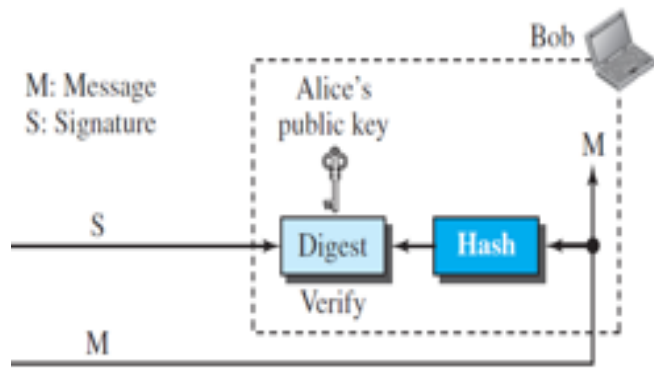 Bob
M: Message
S: Signature
Alice's
public key
M
S
Digest
Hash
Verify
M